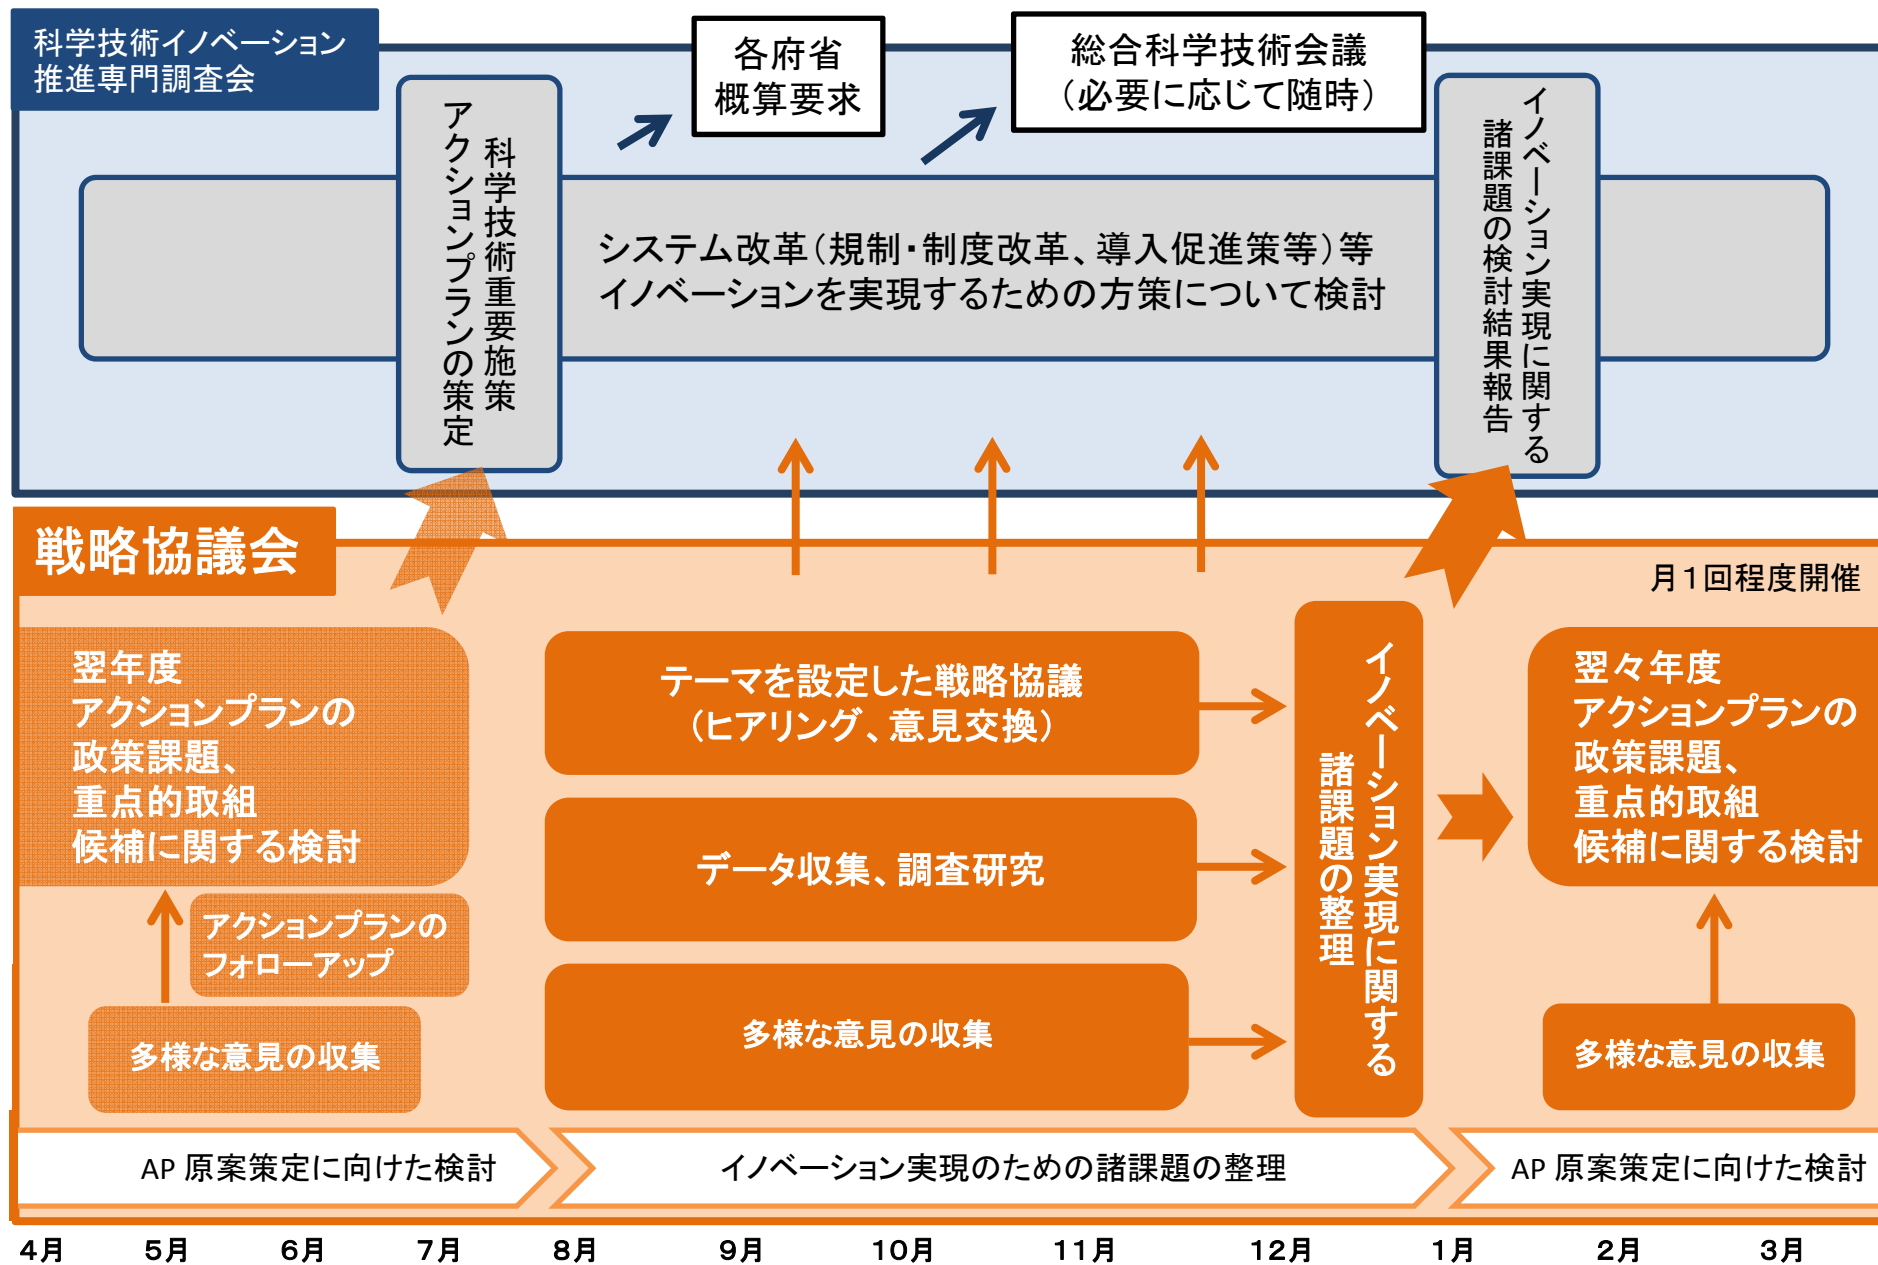 科学技術イノベーション
推進専門調査会
各府省
概算要求
総合科学技術会議
（必要に応じて随時）
科学技術重要施策
アクションプランの策定
システム改革（規制・制度改革、導入促進策等）等
イノベーションを実現するための方策について検討
イノベーション実現に関する
諸課題の検討結果報告
戦略協議会
月１回程度開催
翌年度
アクションプランの
政策課題、
重点的取組
候補に関する検討
アクションプランの
フォローアップ
多様な意見の収集
テーマを設定した戦略協議
（ヒアリング、意見交換）
データ収集、調査研究
多様な意見の収集
イノベーション実現に関する
諸課題の整理
翌々年度
アクションプランの
政策課題、
重点的取組
候補に関する検討
多様な意見の収集
AP 原案策定に向けた検討
イノベーション実現のための諸課題の整理
AP 原案策定に向けた検討
4月 5月 6月 7月 8月 9月 10月 11月 12月 1月 2月 3月